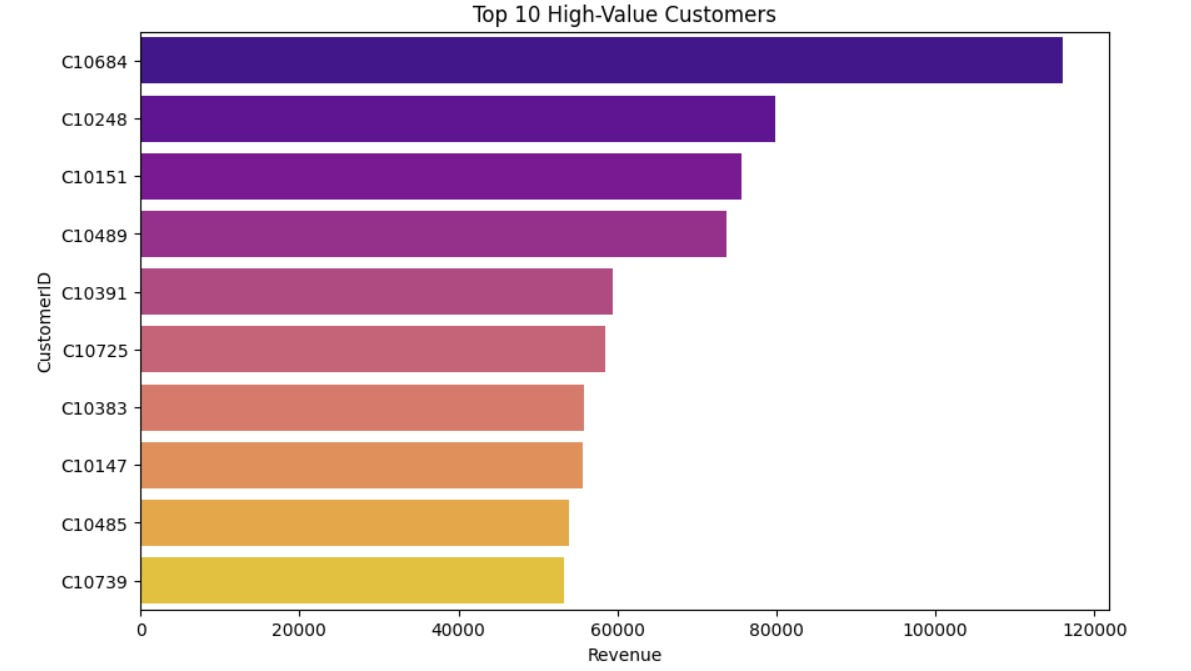 Top 10 High-Value Customers
CustomerID
C10684
C10248
C10151
C10489
C10391
C10725
C10383
C10147
C10485
C10739
0 20000 40000 60000 80000 100000 120000
Revenue